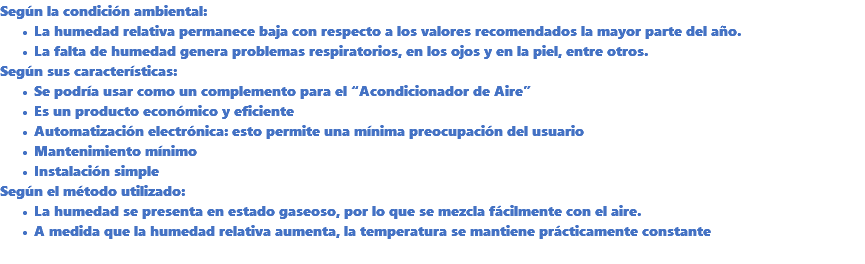 Según la condición ambiental:
• La humedad relativa permanece baja con respecto a los valores recomendados la mayor parte del año.
• La falta de humedad genera problemas respiratorios, en los ojos y en la piel, entre otros.
Según sus características:
• Se podría usar como un complemento para el “Acondicionador de Aire”
• Es un producto económico y eficiente
• Automatización electrónica: esto permite una mínima preocupación del usuario
• Mantenimiento mínimo
• Instalación simple
Según el método utilizado:
• La humedad se presenta en estado gaseoso, por lo que se mezcla fácilmente con el aire.
• A medida que la humedad relativa aumenta, la temperatura se mantiene prácticamente constante